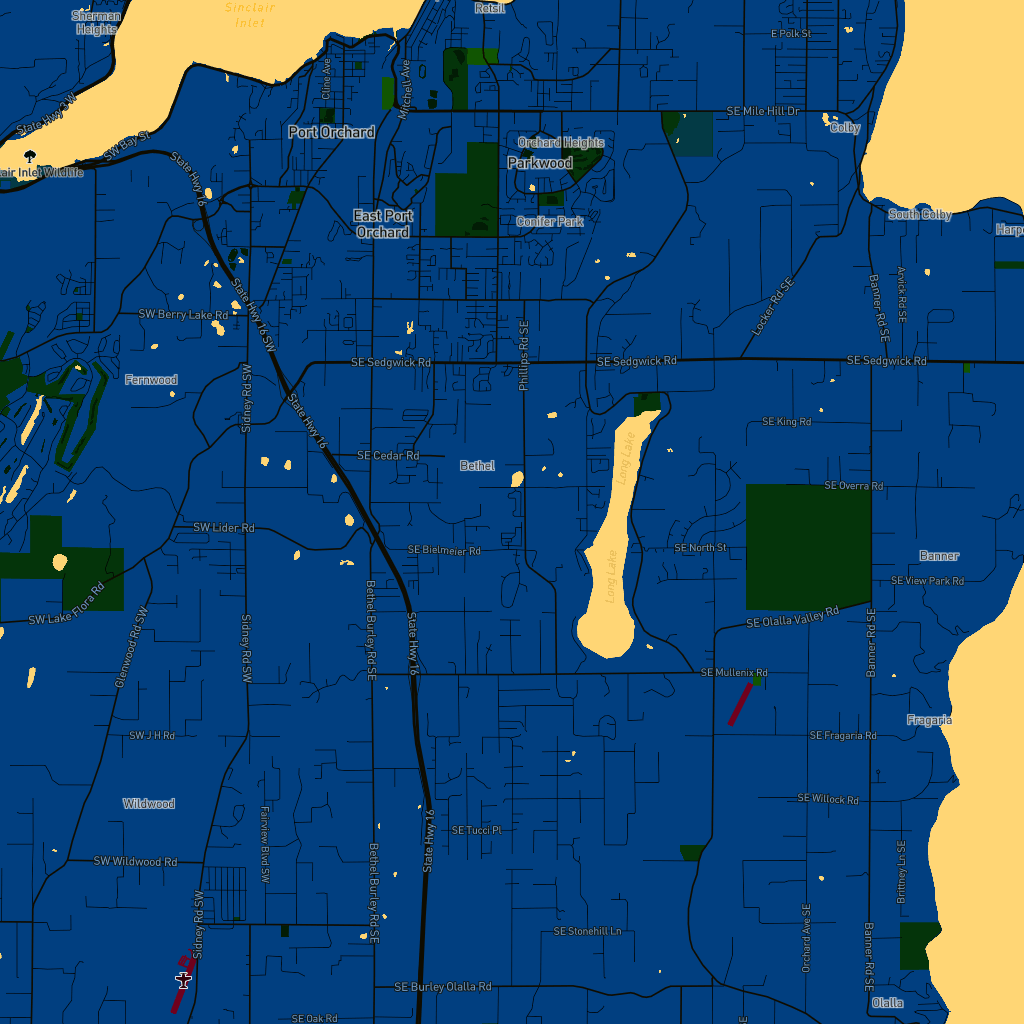 Sinclair
Inlet
Retsil
Sherman
Heights
E Polk St
Cline Ave
Mitchell Ave
State Hwy SW
SE Mile Hill Dr
Colby
Port Orchard
Orchard Heights
Parkwood
SW Bay St
air Inlet Wildlife
State Hwy 16
East Port
Orchard
Conifer Park
South Colby
Harpe
State Hwy 16 SW
SW Berry Lake Rd
Locker Rd SE
Banner Rd SE
Arvick Rd SE
Phillips Rd SE
SE Sedgwick Rd
SE Sedgwick Rd
SE Sedgwick Rd
Fernwood
Sidney Rd SW
State Hwy 16
SE King Rd
SE Cedar Rd
Bethel
Long Lake
SE Overra Rd
SW Lider Rd
SE Bielmeier Rd
SE North St
Banner
Long Lake
SE View Park Rd
SW Lake Flora Rd
Glenwood Rd SW
Sidney Rd SW
Bethel Burley Rd SE
State Hwy 16
SE Olalla Valley Rd
Banner Rd SE
SE Mullenix Rd
Fragaria
SW J H Rd
SE Fragaria Rd
Wildwood
SE Willock Rd
Fairview Blvd SW
SE Tucci Pl
State Hwy 16
SW Wildwood Rd
Bethel Burley Rd SE
Brittney Ln SE
Sidney Rd SW
SE Stonehill Ln
Orchard Ave SE
Banner Rd SE
SE Burley Olalla Rd
Olalla
SE Oak Rd
SE